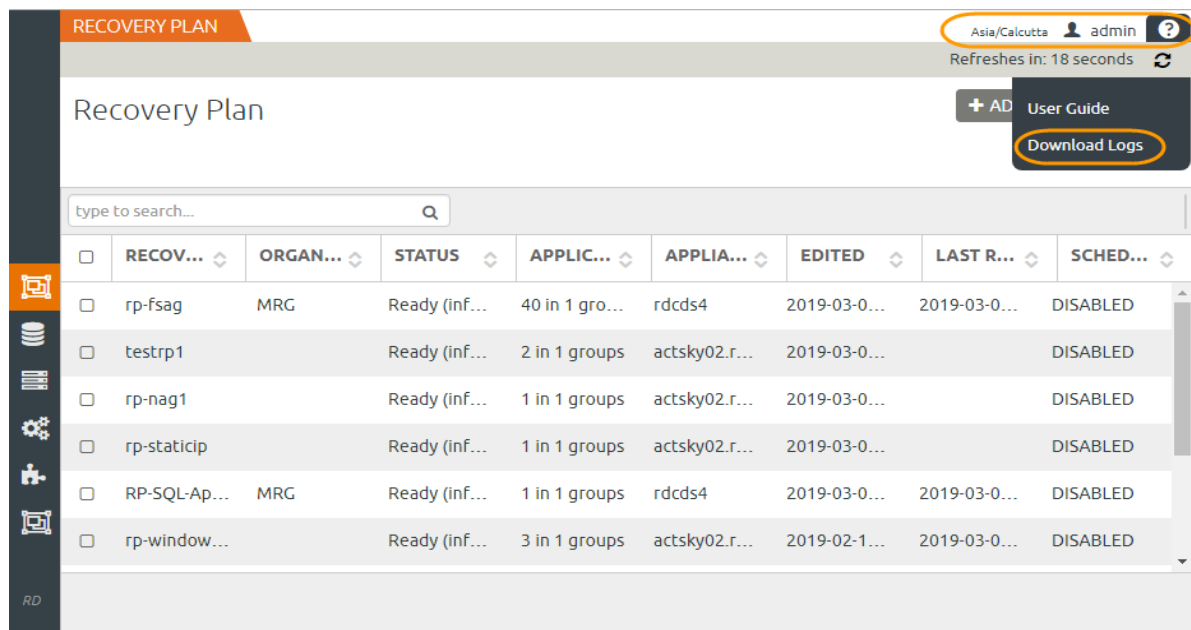 RECOVERY PLAN
Asia/Calcutta admin ?
Refreshes in: 18 seconds
Recovery Plan
+ AD
User Guide
Download Logs
type to search...
RECOV... ORGAN... STATUS APPLIC... APPLIA... EDITED LAST R... SCHED...
rp-fsag MRG Ready (inf... 40 in 1 gro... rdcds4 2019-03-0... 2019-03-0... DISABLED
testrp1 Ready (inf... 2 in 1 groups actsky02.r... 2019-03-0... DISABLED
rp-nag1 Ready (inf... 1 in 1 groups actsky02.r... 2019-03-0... DISABLED
rp-staticip Ready (inf... 1 in 1 groups actsky02.r... 2019-03-0... DISABLED
RP-SQL-Ap... MRG Ready (inf... 1 in 1 groups rdcds4 2019-03-0... 2019-03-0... DISABLED
rp-window... Ready (inf... 3 in 1 groups actsky02.r... 2019-02-1... 2019-03-0... DISABLED
RD